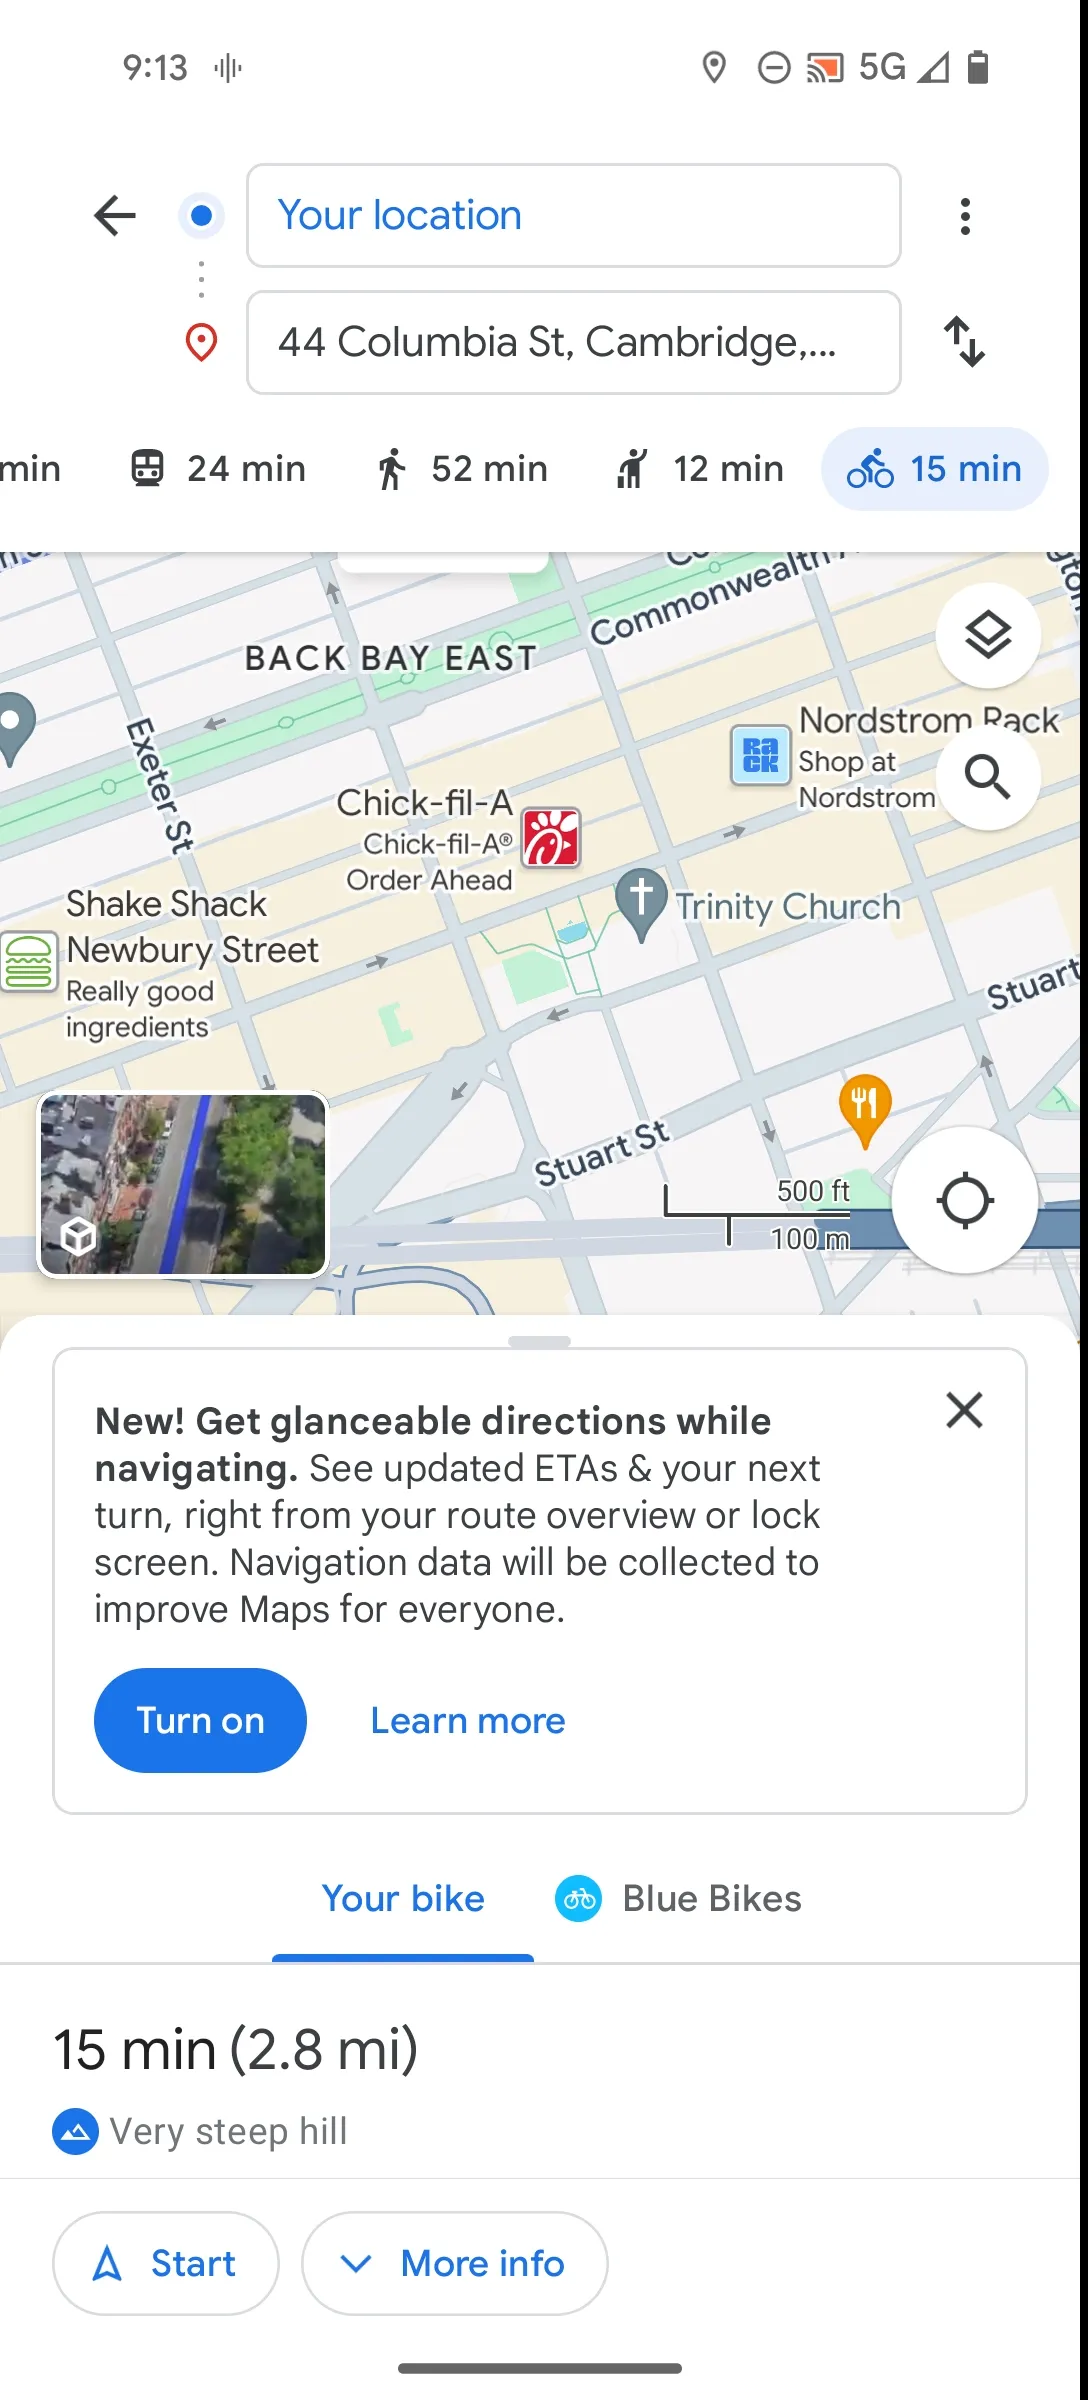 9:13
5G
Your location
44 Columbia St, Cambridge,...
min
24 min
52 min
12 min
15 min
Commonwealth
BACK BAY EAST
Exeter St
Nordstrom Rack
Shop at
Nordstrom
RACK
Chick-fil-A
Chick-fil-A®
Order Ahead
Trinity Church
Shake Shack
Newbury Street
Really good
ingredients
Stuart
Stuart St
500 ft
100 m
New! Get glanceable directions while
navigating. See updated ETAs & your next
turn, right from your route overview or lock
screen. Navigation data will be collected to
improve Maps for everyone.
Turn on
Learn more
Your bike
Blue Bikes
15 min (2.8 mi)
Very steep hill
Start
More info